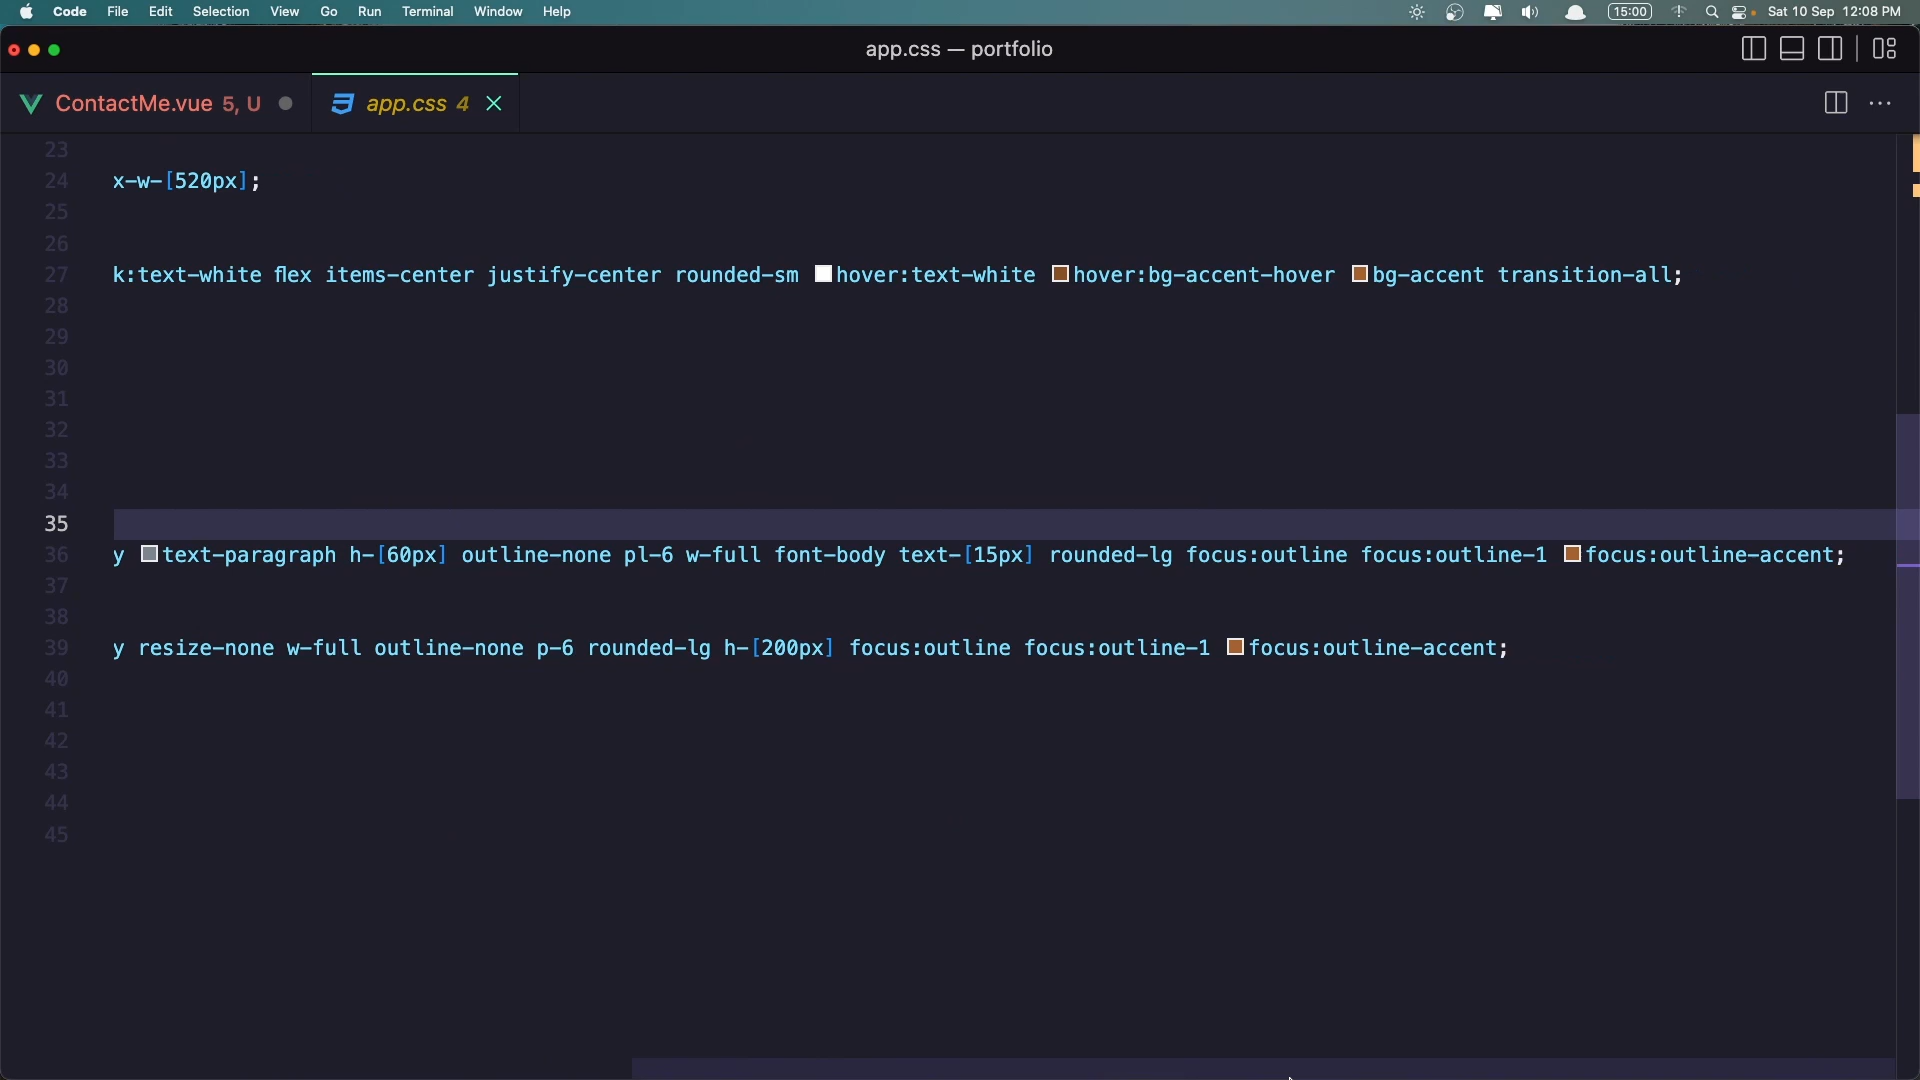 Code File Edit Selection View Go Run Terminal Window Help 15:00 Sat 10 Sep 12:08 PM
app.css — portfolio
ContactMe.vue 5, U app.css 4
23
24 x-w-[520px];
25
26
27 k:text-white flex items-center justify-center rounded-sm hover:text-white hover:bg-accent-hover bg-accent transition-all;
28
29
30
31
32
33
34
35
36 y text-paragraph h-[60px] outline-none pl-6 w-full font-body text-[15px] rounded-lg focus:outline focus:outline-1 focus:outline-accent;
37
38
39 y resize-none w-full outline-none p-6 rounded-lg h-[200px] focus:outline focus:outline-1 focus:outline-accent;
40
41
42
43
44
45